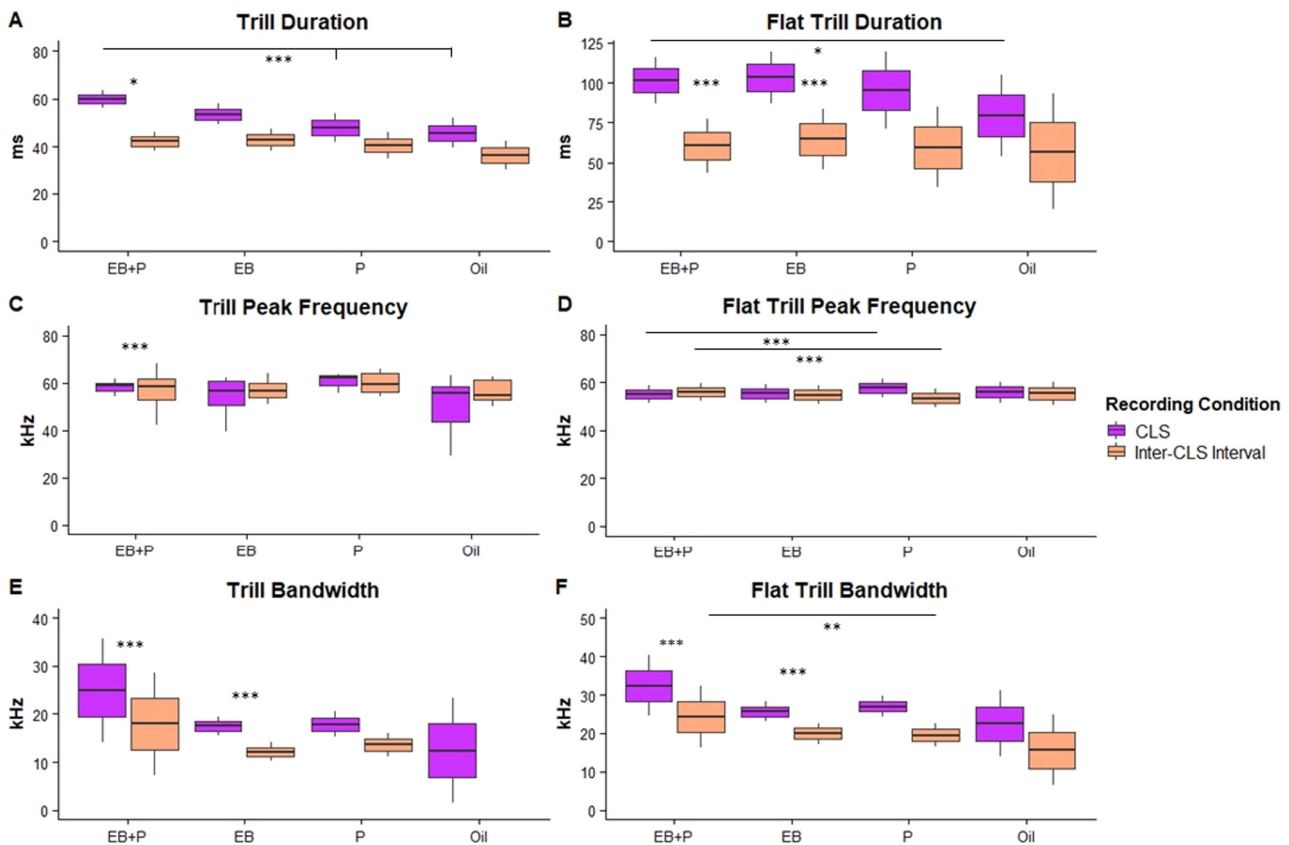 A
Trill Duration
80
60
40
20
0
ms
***
*
EB+P
EB
P
Oil
B
Flat Trill Duration
125
100
75
50
25
0
ms
*
***
***
EB+P
EB
P
Oil
C
Trill Peak Frequency
80
60
40
20
0
kHz
***
EB+P
EB
P
Oil
D
Flat Trill Peak Frequency
80
60
40
20
0
kHz
***
***
EB+P
EB
P
Oil
Recording Condition
CLS
Inter-CLS Interval
E
Trill Bandwidth
40
30
20
10
0
kHz
***
***
EB+P
EB
P
Oil
F
Flat Trill Bandwidth
50
40
30
20
10
0
kHz
**
***
***
EB+P
EB
P
Oil